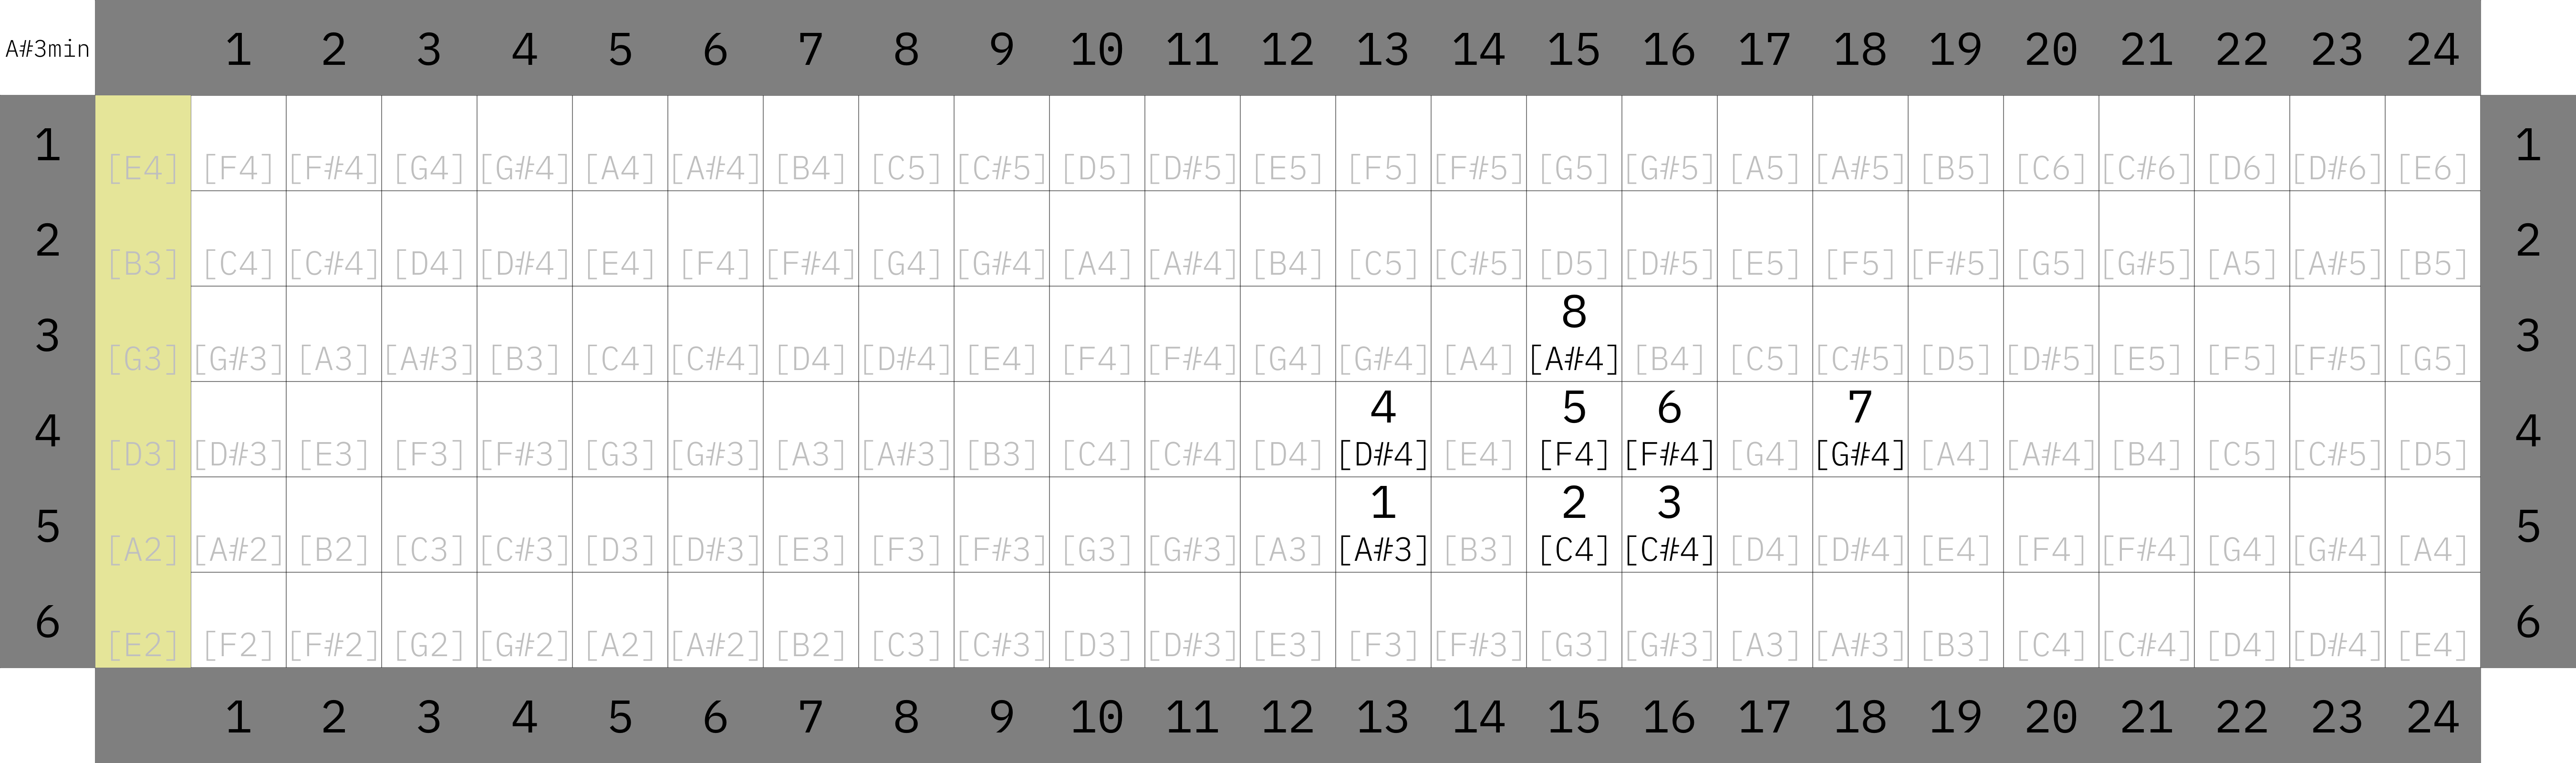 A#3min 1 2 3 4 5 6 7 8 9 10 11 12 13 14 15 16 17 18 19 20 21 22 23 24
1 [E4] [F4] [F#4] [G4] [G#4] [A4] [A#4] [B4] [C5] [C#5] [D5] [D#5] [E5] [F5] [F#5] [G5] [G#5] [A5] [A#5] [B5] [C6] [C#6] [D6] [D#6] [E6] 1
2 [B3] [C4] [C#4] [D4] [D#4] [E4] [F4] [F#4] [G4] [G#4] [A4] [A#4] [B4] [C5] [C#5] [D5] [D#5] [E5] [F5] [F#5] [G5] [G#5] [A5] [A#5] [B5] 2
8
3 [G3] [G#3] [A3] [A#3] [B3] [C4] [C#4] [D4] [D#4] [E4] [F4] [F#4] [G4] [G#4] [A4] [A#4] [B4] [C5] [C#5] [D5] [D#5] [E5] [F5] [F#5] [G5] 3
4 5 6 7
4 [D3] [D#3] [E3] [F3] [F#3] [G3] [G#3] [A3] [A#3] [B3] [C4] [C#4] [D4] [D#4] [E4] [F4] [F#4] [G4] [G#4] [A4] [A#4] [B4] [C5] [C#5] [D5] 4
1 2 3
5 [A2] [A#2] [B2] [C3] [C#3] [D3] [D#3] [E3] [F3] [F#3] [G3] [G#3] [A3] [A#3] [B3] [C4] [C#4] [D4] [D#4] [E4] [F4] [F#4] [G4] [G#4] [A4] 5
6 [E2] [F2] [F#2] [G2] [G#2] [A2] [A#2] [B2] [C3] [C#3] [D3] [D#3] [E3] [F3] [F#3] [G3] [G#3] [A3] [A#3] [B3] [C4] [C#4] [D4] [D#4] [E4] 6
1 2 3 4 5 6 7 8 9 10 11 12 13 14 15 16 17 18 19 20 21 22 23 24